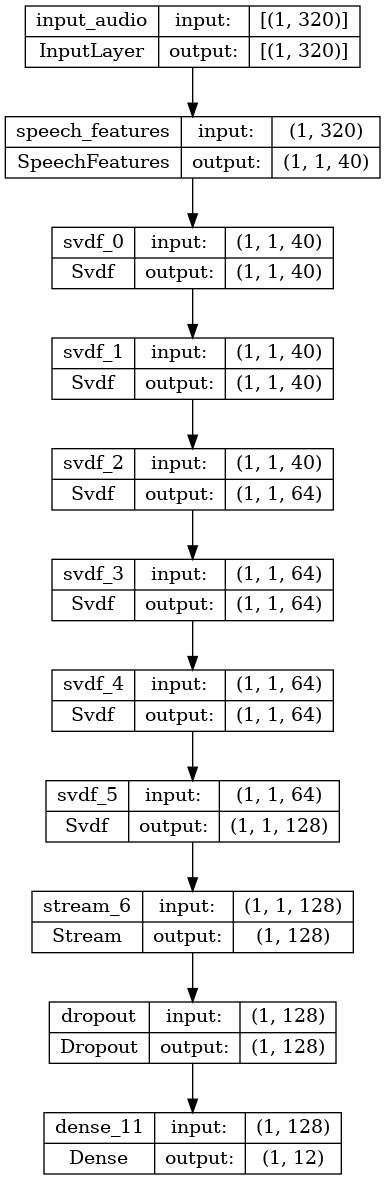 input_audio input: [(1, 320)]
InputLayer output: [(1, 320)]
speech_features input: (1, 320)
SpeechFeatures output: (1, 1, 40)
svdf_0 input: (1, 1, 40)
Svdf output: (1, 1, 40)
svdf_1 input: (1, 1, 40)
Svdf output: (1, 1, 40)
svdf_2 input: (1, 1, 40)
Svdf output: (1, 1, 64)
svdf_3 input: (1, 1, 64)
Svdf output: (1, 1, 64)
svdf_4 input: (1, 1, 64)
Svdf output: (1, 1, 64)
svdf_5 input: (1, 1, 64)
Svdf output: (1, 1, 128)
stream_6 input: (1, 1, 128)
Stream output: (1, 128)
dropout input: (1, 128)
Dropout output: (1, 128)
dense_11 input: (1, 128)
Dense output: (1, 12)